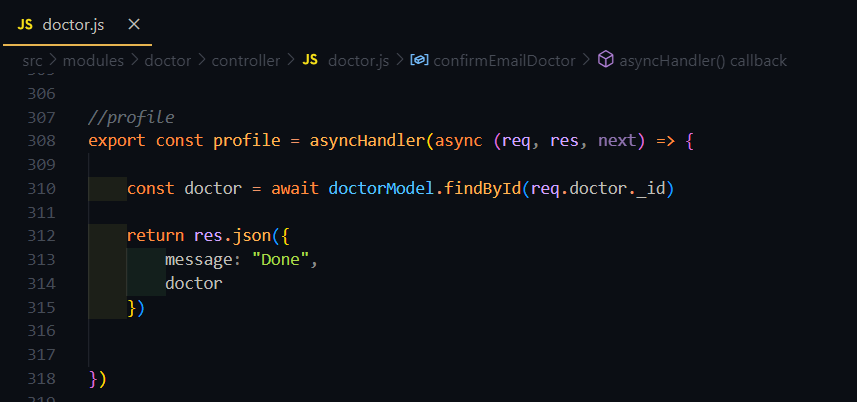 JS doctor.js ×
src > modules > doctor > controller > JS doctor.js > confirmEmailDoctor > asyncHandler() callback
306
307 //profile
308 export const profile = asyncHandler(async (req, res, next) => {
309
310 const doctor = await doctorModel.findById(req.doctor._id)
311
312 return res.json({
313 message: "Done",
314 doctor
315 })
316
317
318 })